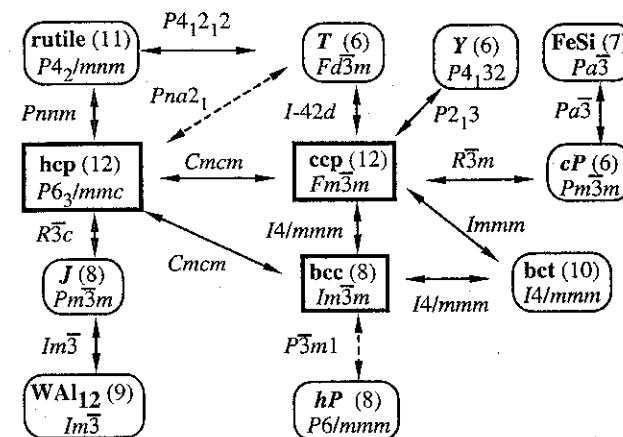 rutile (11) P4₁2₁2 T (6) Y (6) FeSi (7)
P4₂/mnm Fd3̅m P4₁32 Pa3̅
Pnnm Pna2₁ I-42d P2₁3 Pa3̅
hcp (12) Cmcm ccp (12) R3̅m cP (6)
P6₃/mmc Fm3̅m Pm3̅m
R3̅c Cmcm I4/mmm Immm
J (8) bcc (8) bct (10)
Pm3̅m Im3̅m I4/mmm I4/mmm
Im3̅ P3̅m1
WAl₁₂ (9) hP (8)
Im3̅ P6/mmm